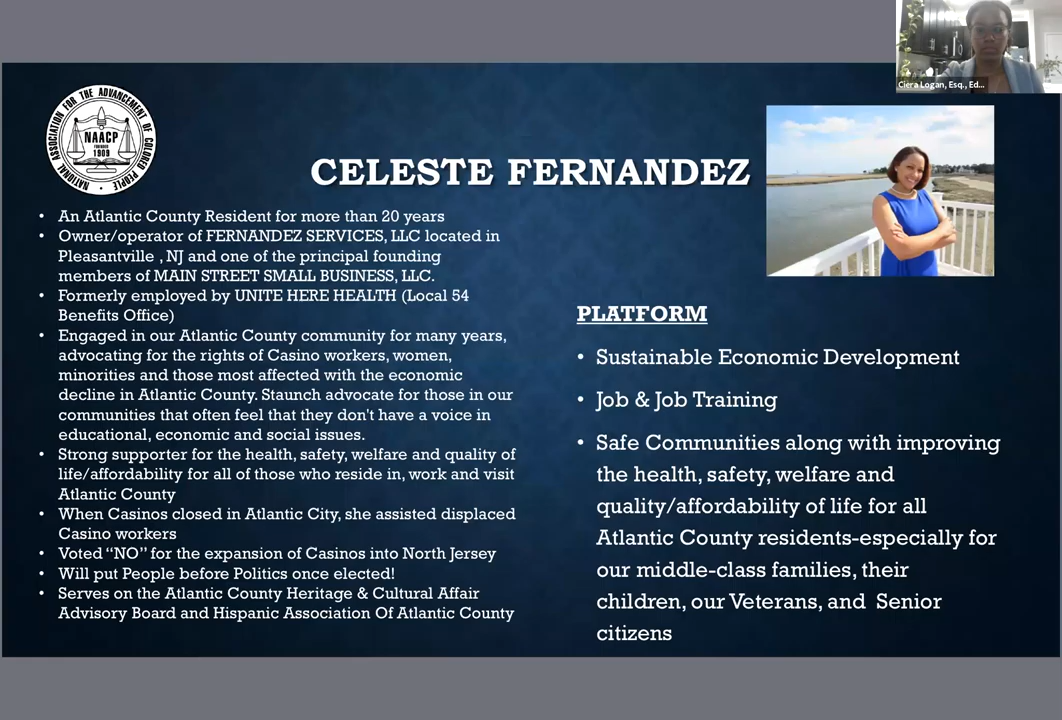 Ciera Logan, Esq., Ed...
NATIONAL ASSOCIATION FOR THE ADVANCEMENT OF COLORED PEOPLE
NAACP
FOUNDED
1909
CELESTE FERNANDEZ
• An Atlantic County Resident for more than 20 years
• Owner/operator of FERNANDEZ SERVICES, LLC located in
Pleasantville , NJ and one of the principal founding
members of MAIN STREET SMALL BUSINESS, LLC.
• Formerly employed by UNITE HERE HEALTH (Local 54
Benefits Office)
• Engaged in our Atlantic County community for many years,
advocating for the rights of Casino workers, women,
minorities and those most affected with the economic
decline in Atlantic County. Staunch advocate for those in our
communities that often feel that they don't have a voice in
educational, economic and social issues.
• Strong supporter for the health, safety, welfare and quality of
life/affordability for all of those who reside in, work and visit
Atlantic County
• When Casinos closed in Atlantic City, she assisted displaced
Casino workers
• Voted “NO” for the expansion of Casinos into North Jersey
• Will put People before Politics once elected!
• Serves on the Atlantic County Heritage & Cultural Affair
Advisory Board and Hispanic Association Of Atlantic County
PLATFORM
• Sustainable Economic Development
• Job & Job Training
• Safe Communities along with improving
the health, safety, welfare and
quality/affordability of life for all
Atlantic County residents-especially for
our middle-class families, their
children, our Veterans, and Senior
citizens